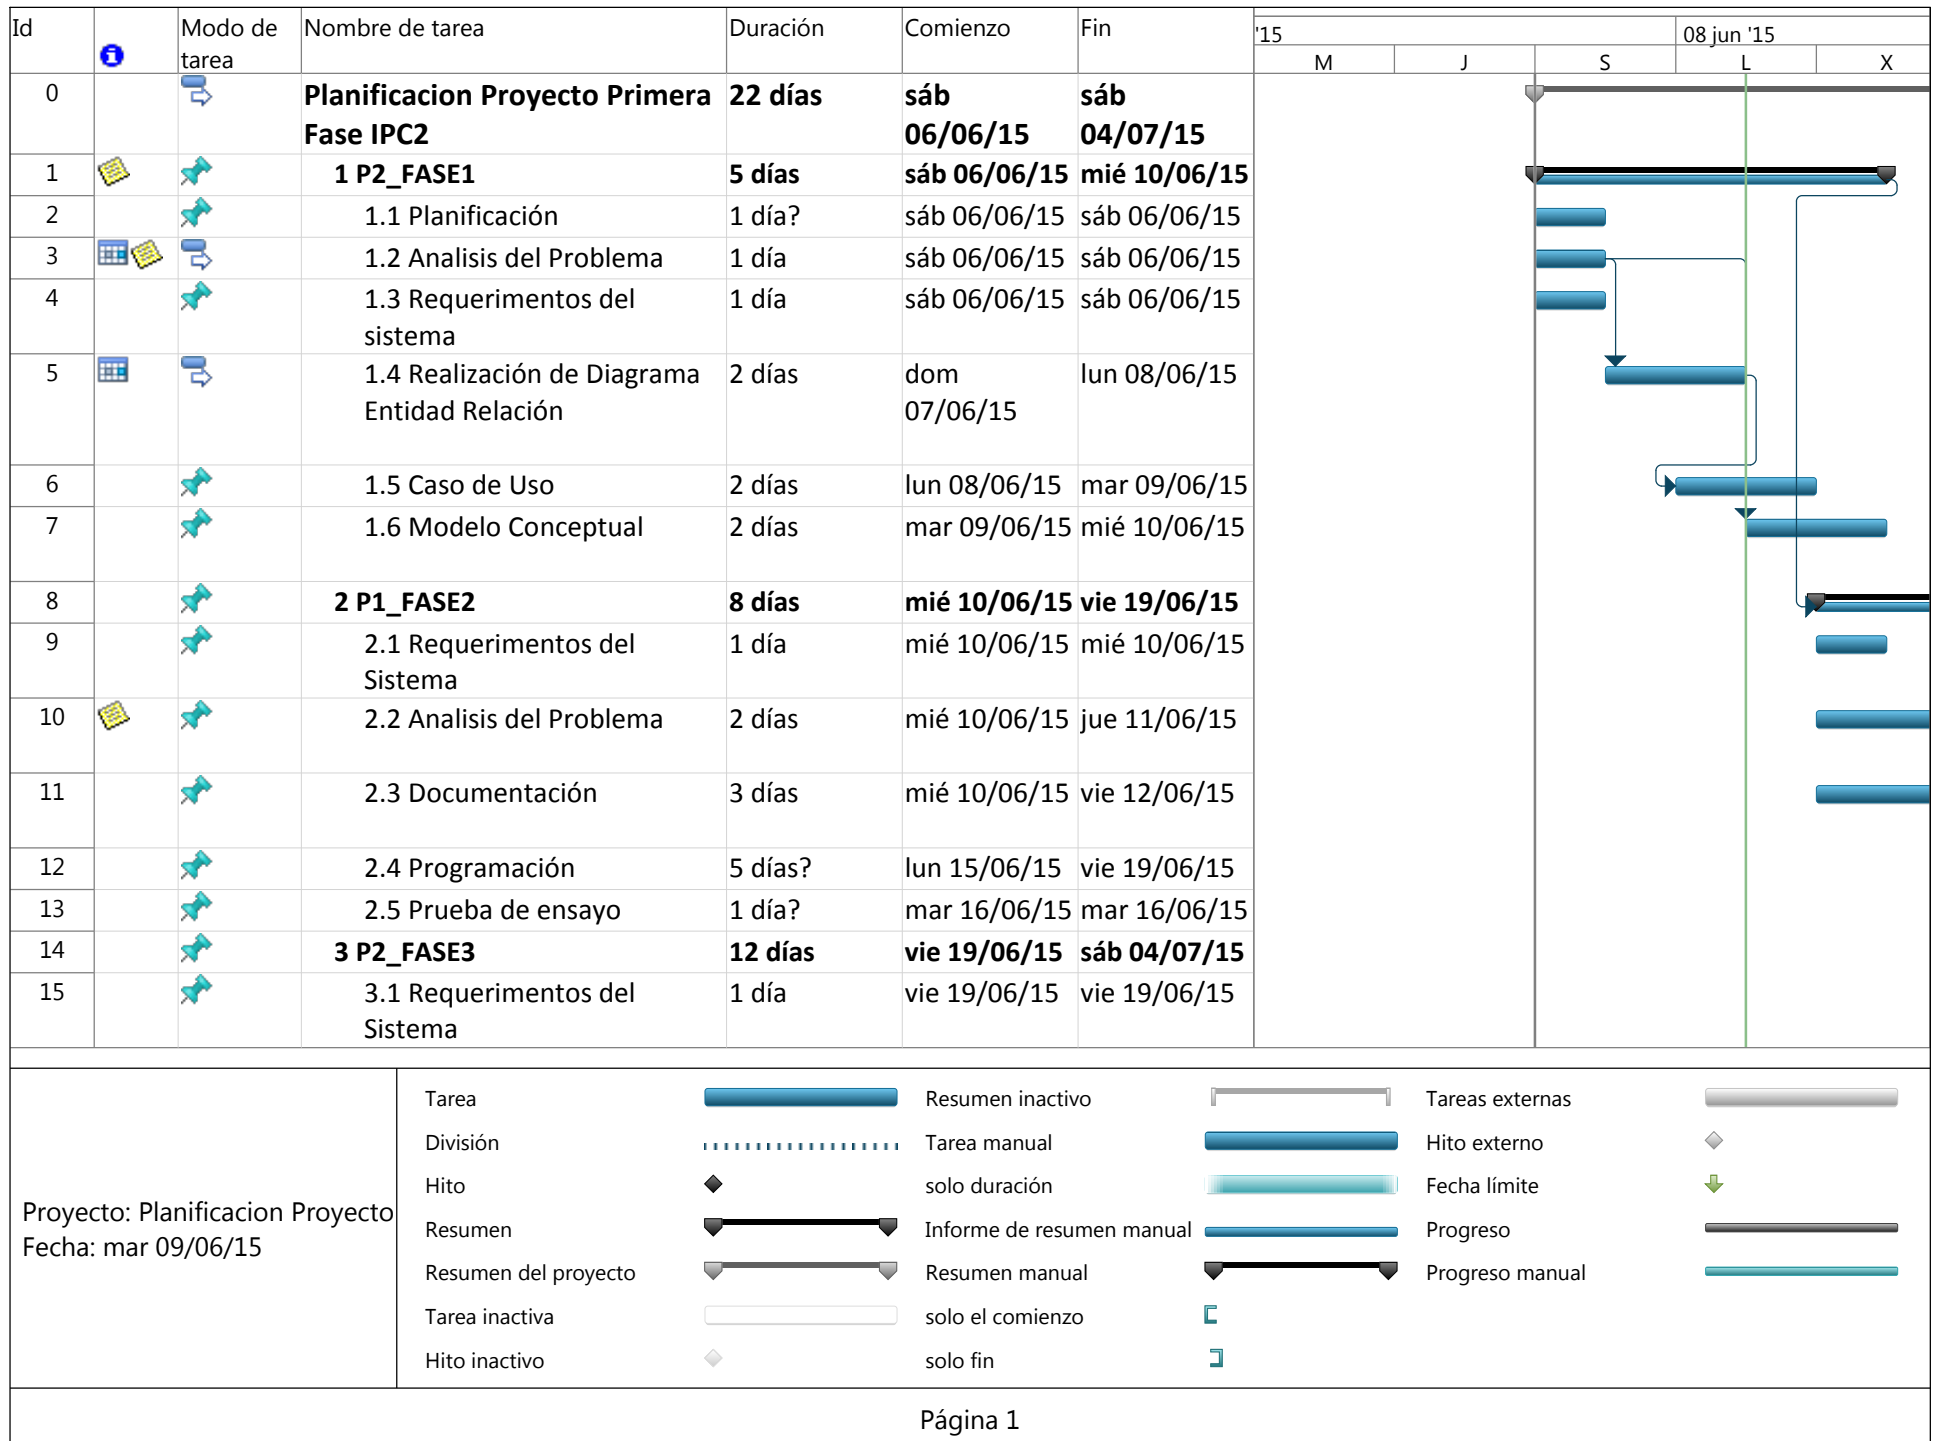 Id Modo de tarea Nombre de tarea Duración Comienzo Fin '15 08 jun '15
M J S L X
0 Planificacion Proyecto Primera Fase IPC2 22 días sáb 06/06/15 sáb 04/07/15
1 1 P2_FASE1 5 días sáb 06/06/15 mié 10/06/15
2 1.1 Planificación 1 día? sáb 06/06/15 sáb 06/06/15
3 1.2 Analisis del Problema 1 día sáb 06/06/15 sáb 06/06/15
4 1.3 Requerimentos del sistema 1 día sáb 06/06/15 sáb 06/06/15
5 1.4 Realización de Diagrama Entidad Relación 2 días dom 07/06/15 lun 08/06/15
6 1.5 Caso de Uso 2 días lun 08/06/15 mar 09/06/15
7 1.6 Modelo Conceptual 2 días mar 09/06/15 mié 10/06/15
8 2 P1_FASE2 8 días mié 10/06/15 vie 19/06/15
9 2.1 Requerimentos del Sistema 1 día mié 10/06/15 mié 10/06/15
10 2.2 Analisis del Problema 2 días mié 10/06/15 jue 11/06/15
11 2.3 Documentación 3 días mié 10/06/15 vie 12/06/15
12 2.4 Programación 5 días? lun 15/06/15 vie 19/06/15
13 2.5 Prueba de ensayo 1 día? mar 16/06/15 mar 16/06/15
14 3 P2_FASE3 12 días vie 19/06/15 sáb 04/07/15
15 3.1 Requerimentos del Sistema 1 día vie 19/06/15 vie 19/06/15
Proyecto: Planificacion Proyecto
Fecha: mar 09/06/15
Tarea
División
Hito
Resumen
Resumen del proyecto
Tarea inactiva
Hito inactivo
Resumen inactivo
Tarea manual
solo duración
Informe de resumen manual
Resumen manual
solo el comienzo
solo fin
Tareas externas
Hito externo
Fecha límite
Progreso
Progreso manual
Página 1